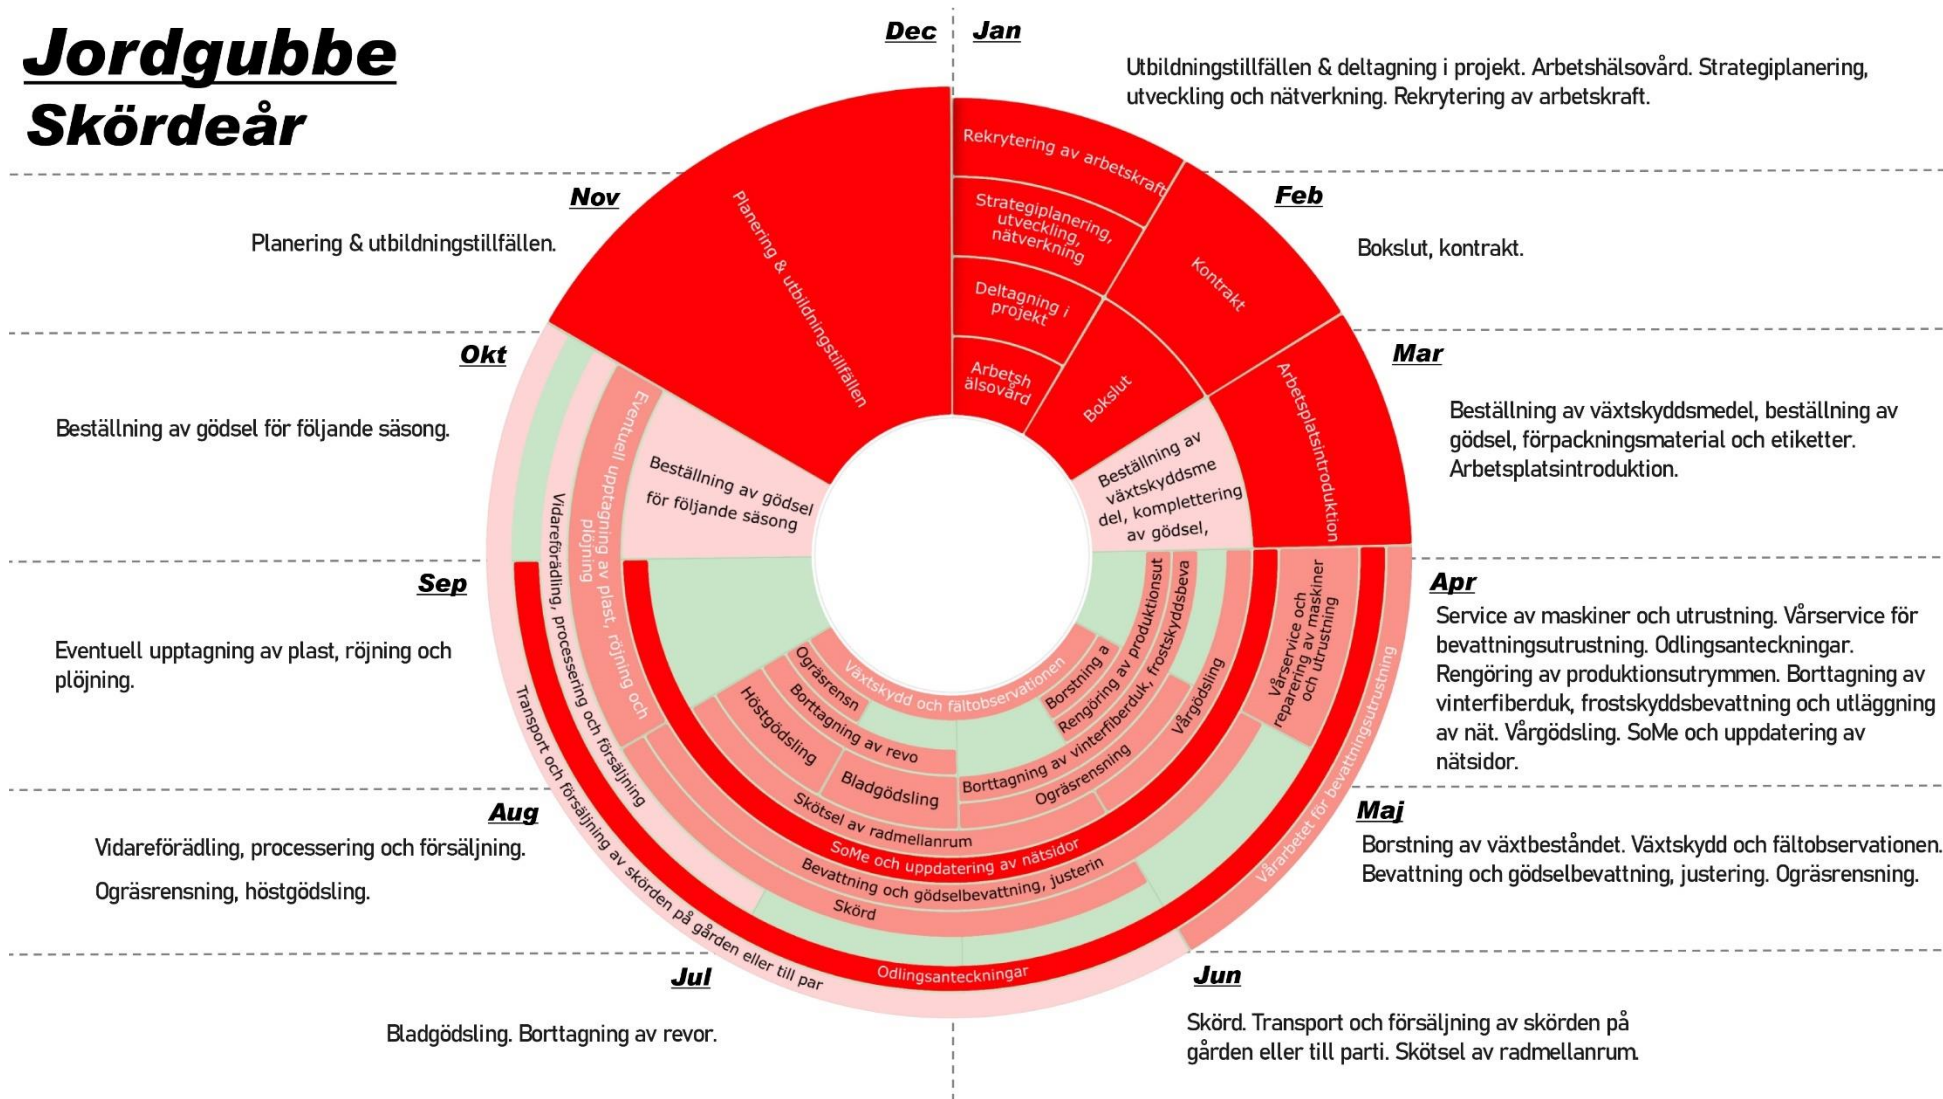 Jordgubbe
Skördeår
Dec
Jan
Utbildningstillfällen & deltagning i projekt. Arbetshälsovård. Strategiplanering,
utveckling och nätverkning. Rekrytering av arbetskraft.
Feb
Bokslut, kontrakt.
Mar
Beställning av växtskyddsmedel, beställning av
gödsel, förpackningsmaterial och etiketter.
Arbetsplatsintroduktion.
Apr
Service av maskiner och utrustning. Vårservice för
bevattningsutrustning. Odlingsanteckningar.
Rengöring av produktionsutrymmen. Borttagning av
vinterfiberduk, frostskyddsbevattning och utläggning
av nät. Vårgödsling. SoMe och uppdatering av
nätsidor.
Maj
Borstning av växtbeståndet. Växtskydd och fältobservationen.
Bevattning och gödselbevattning, justering. Ogräsrensning.
Jun
Skörd. Transport och försäljning av skörden på
gården eller till parti. Skötsel av radmellanrum.
Jul
Bladgödsling. Borttagning av revor.
Aug
Vidareförädling, processering och försäljning.
Ogräsrensning, höstgödsling.
Sep
Eventuell upptagning av plast, röjning och
plöjning.
Okt
Beställning av gödsel för följande säsong.
Nov
Planering & utbildningstillfällen.
Planering & utbildningstillfällen
Rekrytering av arbetskraft
Strategiplanering,
utveckling,
nätverkning
Deltagning i
projekt
Arbetsh
älsovård
Kontrakt
Bokslut
Arbetsplatsintroduktion
Beställning av
växtskyddsme
del, komplettering
av gödsel,
Vårarbetet för bevattningsutrustning
Vårservice och
reparering av maskiner
och utrustning
Vårgödsling
Borttagning av vinterfiberduk, frostskyddsbeva
Rengöring av produktionsut
Borstning a
Växtskydd och fältobservationen
Ogräsrensning
Ogräsrensn
Borttagning av revo
Höstgödsling
Bladgödsling
Skötsel av radmellanrum
SoMe och uppdatering av nätsidor
Bevattning och gödselbevattning, justerin
Skörd
Odlingsanteckningar
Transport och försäljning av skörden på gården eller till par
Vidareförädling, processering och försäljning
Eventuell upptagning av plast, röjning och
plöjning
Beställning av gödsel
för följande säsong